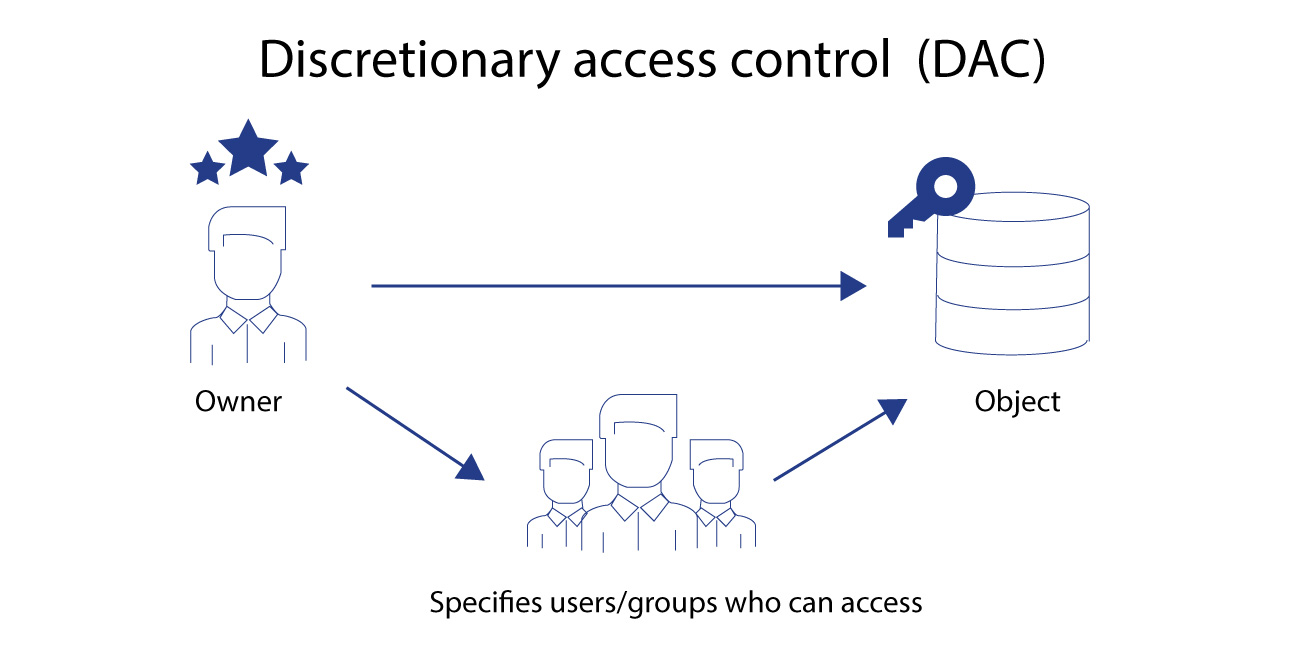 Discretionary access control (DAC)
Owner
Object
Specifies users/groups who can access